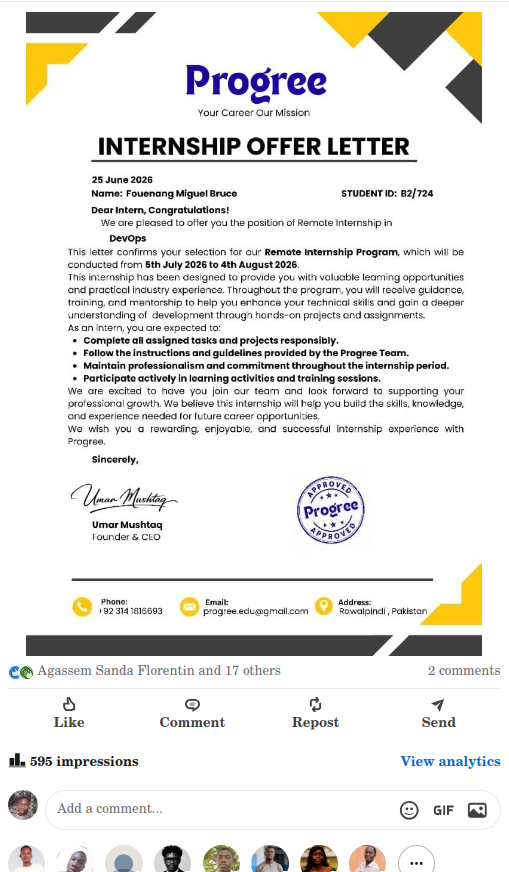 Progree
Your Career Our Mission
INTERNSHIP OFFER LETTER
25 June 2026
Name: Fouenang Miguel Bruce STUDENT ID: B2/724
Dear Intern, Congratulations!
We are pleased to offer you the position of Remote Internship in
DevOps
This letter confirms your selection for our Remote Internship Program, which will be
conducted from 5th July 2026 to 4th August 2026.
This internship has been designed to provide you with valuable learning opportunities
and practical industry experience. Throughout the program, you will receive guidance,
training, and mentorship to help you enhance your technical skills and gain a deeper
understanding of development through hands-on projects and assignments.
As an intern, you are expected to:
• Complete all assigned tasks and projects responsibly.
• Follow the instructions and guidelines provided by the Progree Team.
• Maintain professionalism and commitment throughout the internship period.
• Participate actively in learning activities and training sessions.
We are excited to have you join our team and look forward to supporting your
professional growth. We believe this internship will help you build the skills, knowledge,
and experience needed for future career opportunities.
We wish you a rewarding, enjoyable, and successful internship experience with
Progree.
Sincerely,
Umar Mushtaq
APPROVED
Progree
APPROVED
Umar Mushtaq
Founder & CEO
Phone:
+92 314 1816693
Email:
progree.edu@gmail.com
Address:
Rawalpindi , Pakistan
Agassem Sanda Florentin and 17 others 2 comments
Like Comment Repost Send
595 impressions View analytics
Add a comment... GIF